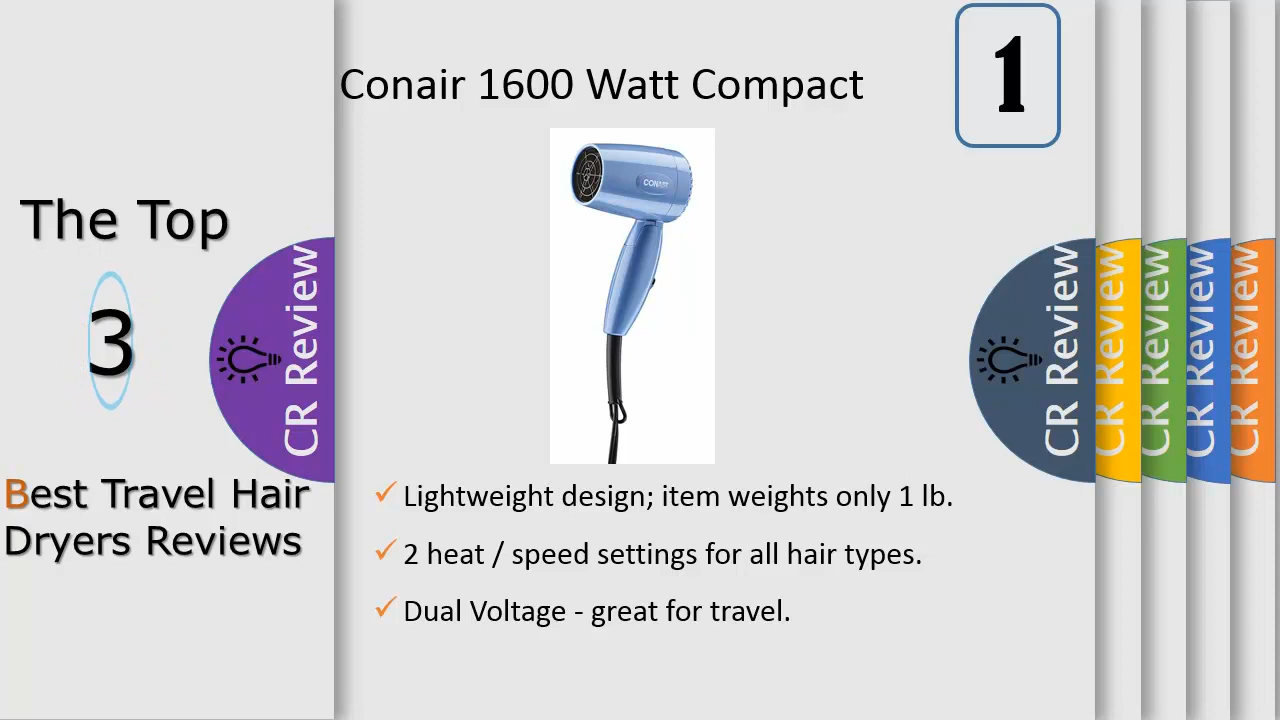 The Top
3
Best Travel Hair
Dryers Reviews
CR Review
Conair 1600 Watt Compact
1
CONAIR
Lightweight design; item weights only 1 lb.
2 heat / speed settings for all hair types.
Dual Voltage - great for travel.
CR Review
CR Review
CR Review
CR Review
CR Review